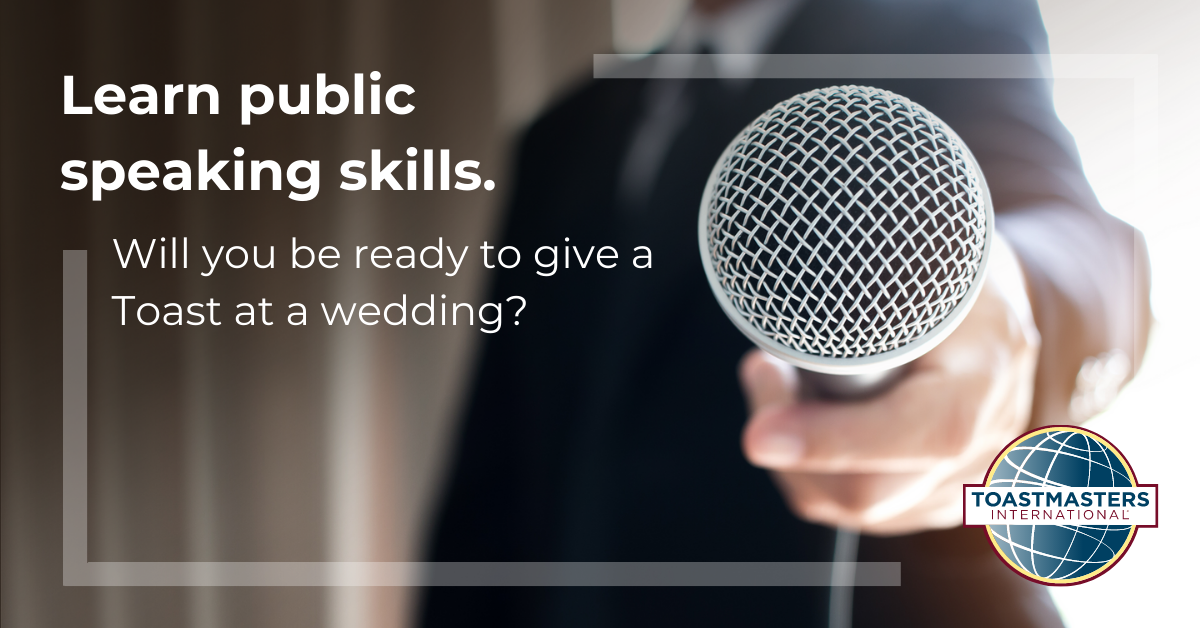 Learn public
speaking skills.
Will you be ready to give a
Toast at a wedding?
TOASTMASTERS
INTERNATIONAL